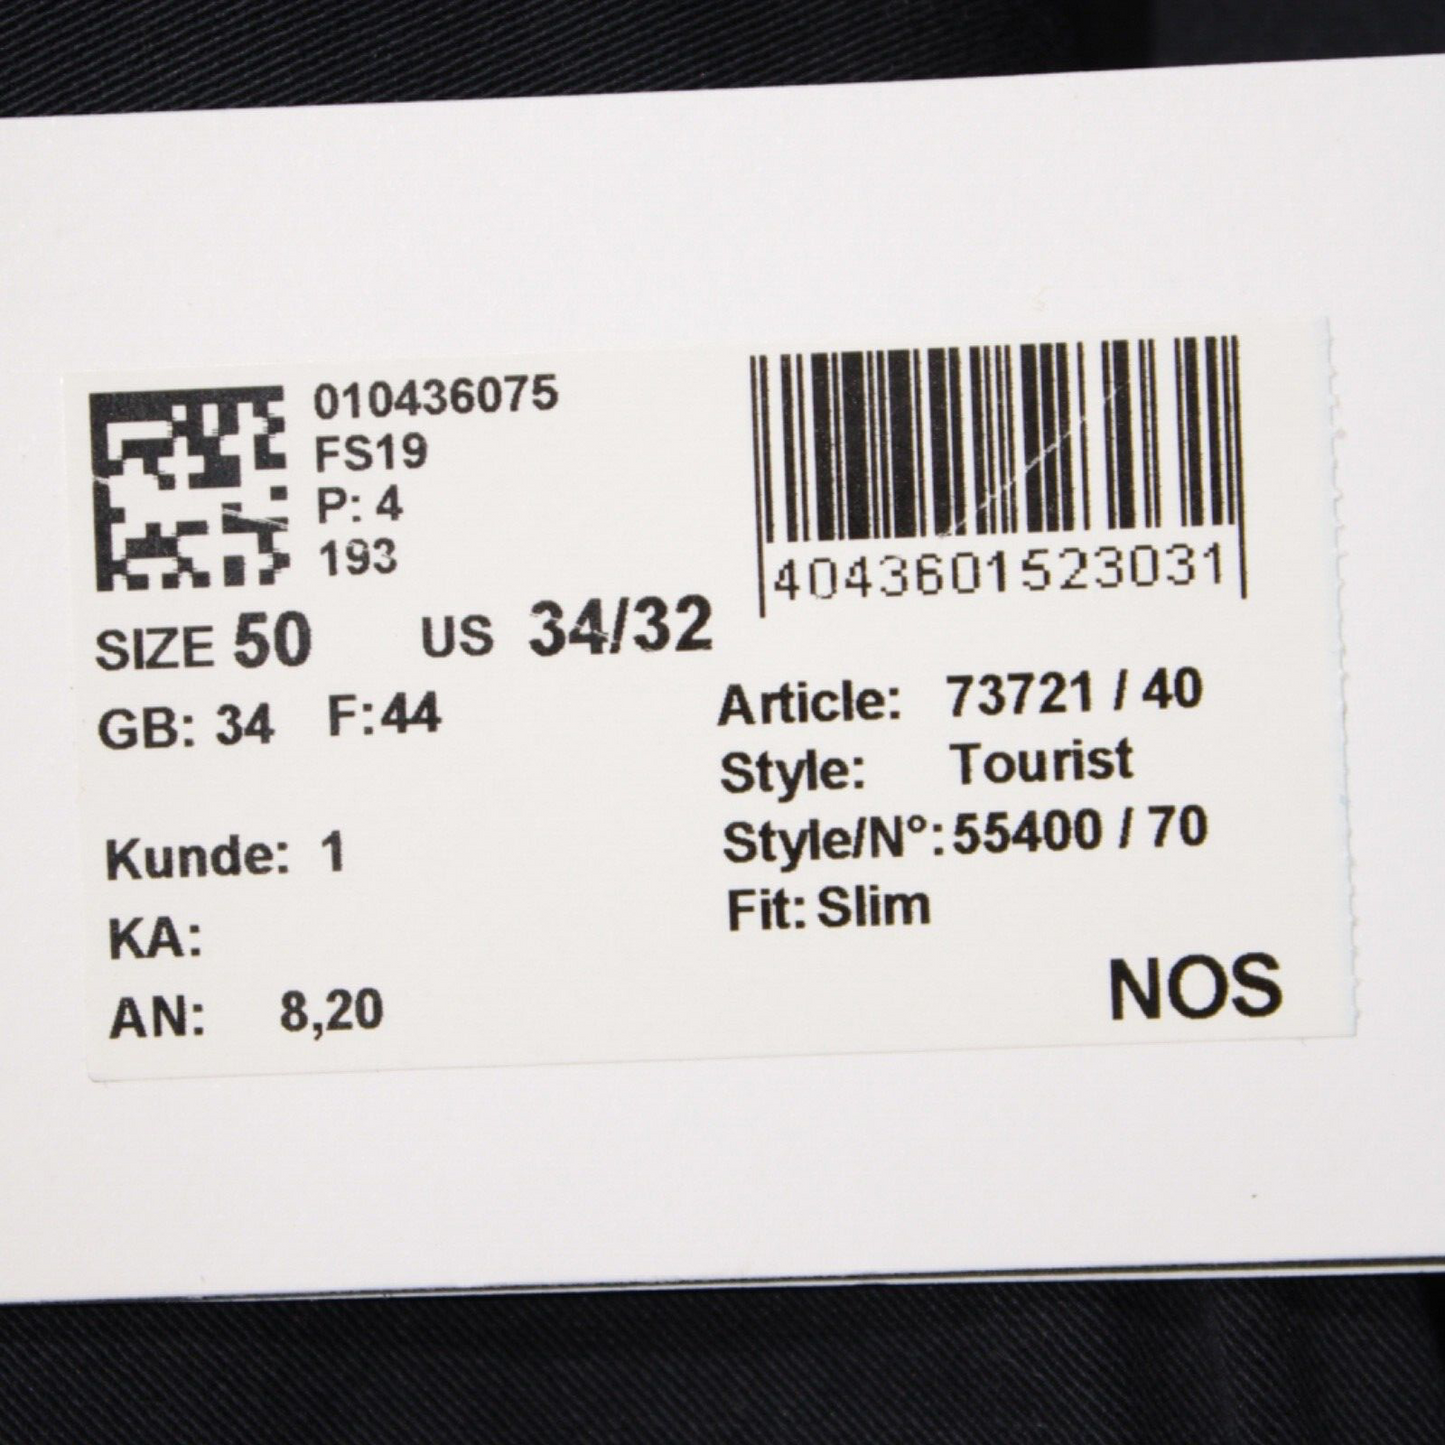 010436075
FS19
P: 4
193
4043601523031
SIZE 50 US 34/32
GB: 34 F:44
Article: 73721 / 40
Style: Tourist
Style/N°: 55400 / 70
Fit: Slim
Kunde: 1
KA:
AN: 8,20
NOS